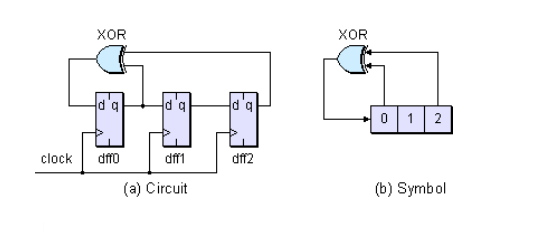 XOR XOR
d q d q d q 0 1 2
clock dff0 dff1 dff2
(a) Circuit (b) Symbol